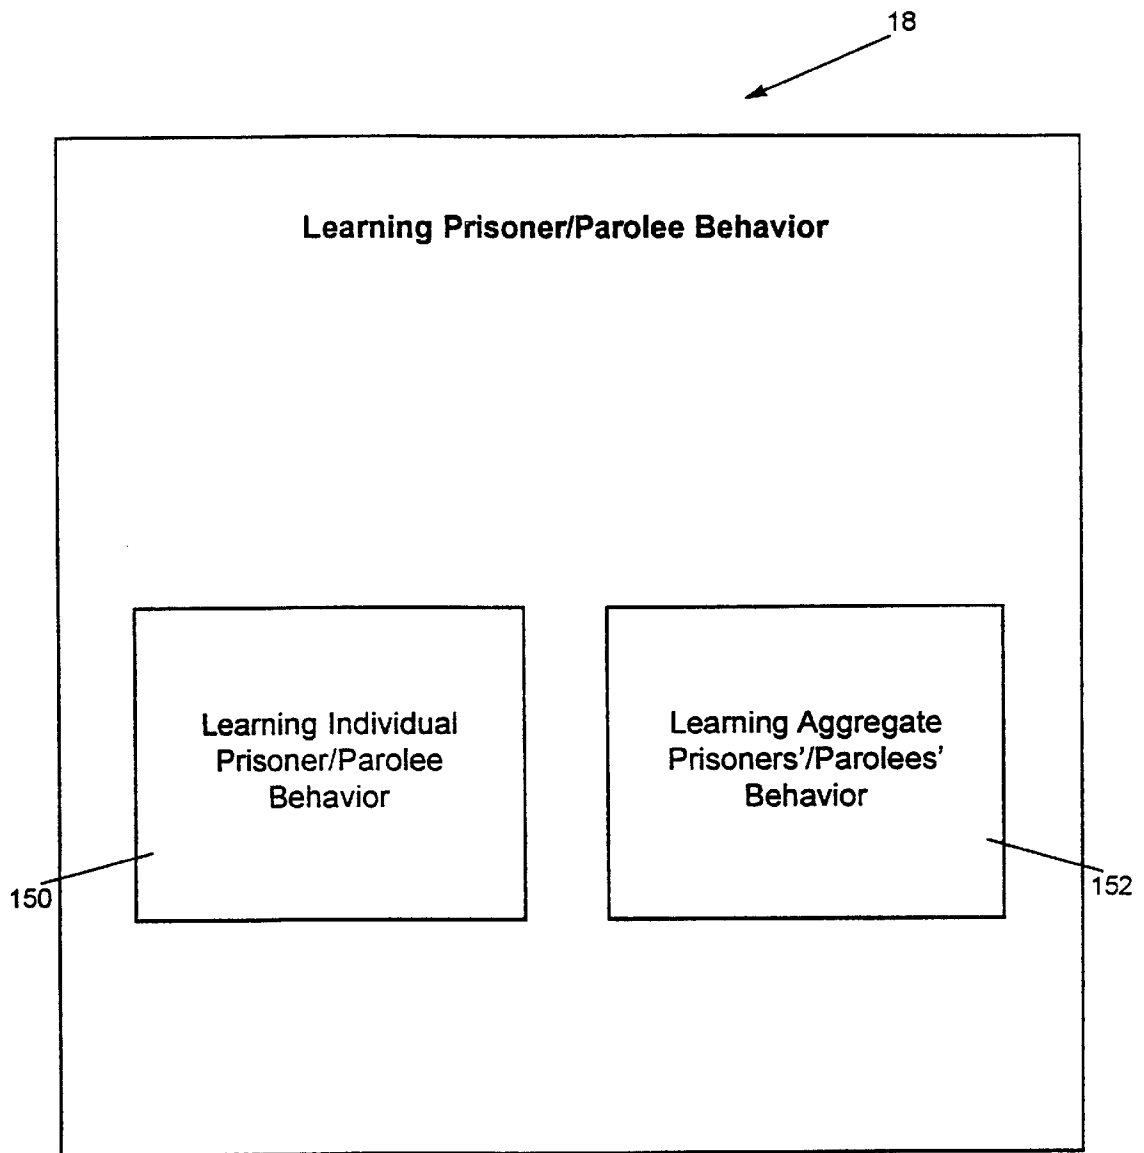 18
Learning Prisoner/Parolee Behavior
Learning Individual
Prisoner/Parolee
Behavior
Learning Aggregate
Prisoners'/Parolees'
Behavior
150
152